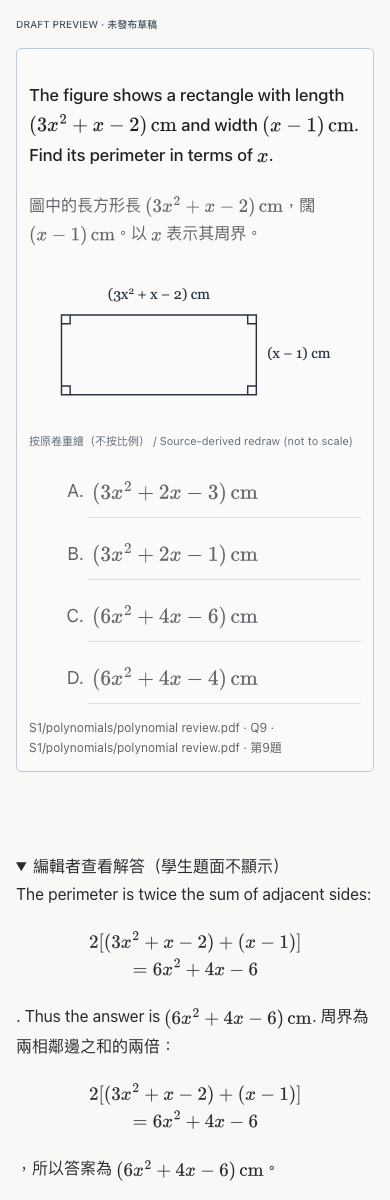 DRAFT PREVIEW · 未發布草稿
The figure shows a rectangle with length
(3x² + x − 2) cm and width (x − 1) cm.
Find its perimeter in terms of x.
圖中的長方形長 (3x² + x − 2) cm，闊
(x − 1) cm。以 x 表示其周界。
(3x² + x − 2) cm
(x − 1) cm
按原卷重繪（不按比例） / Source-derived redraw (not to scale)
A. (3x² + 2x − 3) cm
B. (3x² + 2x − 1) cm
C. (6x² + 4x − 6) cm
D. (6x² + 4x − 4) cm
S1/polynomials/polynomial review.pdf · Q9 ·
S1/polynomials/polynomial review.pdf · 第9題
▼ 編輯者查看解答（學生題面不顯示）
The perimeter is twice the sum of adjacent sides:
2[(3x² + x − 2) + (x − 1)]
= 6x² + 4x − 6
. Thus the answer is (6x² + 4x − 6) cm. 周界為
兩相鄰邊之和的兩倍：
2[(3x² + x − 2) + (x − 1)]
= 6x² + 4x − 6
，所以答案為 (6x² + 4x − 6) cm。